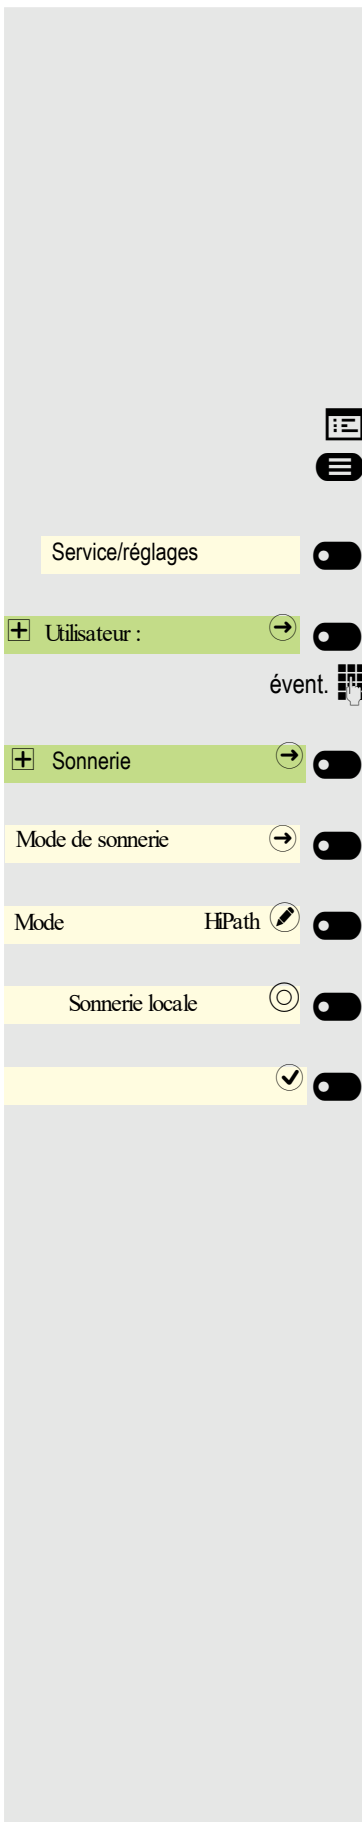 Service/réglages
Utilisateur :
évent.
Sonnerie
Mode de sonnerie
Mode HiPath
Sonnerie locale